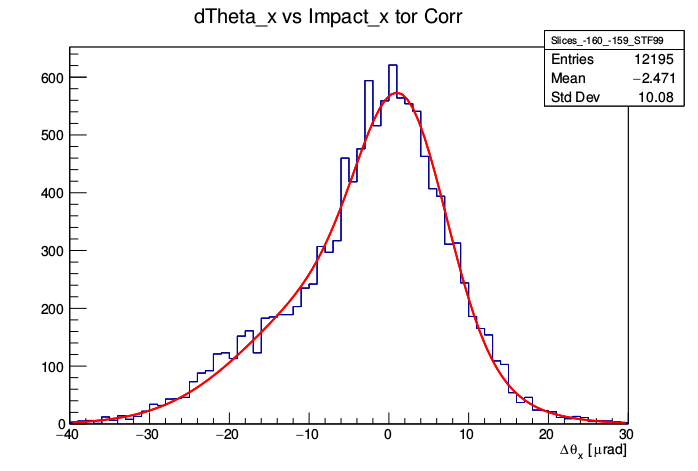 dTheta_x vs Impact_x tor Corr
Slices_-160_-159_STF99
Entries 12195
Mean −2.471
Std Dev 10.08
600
500
400
300
200
100
0
−40 −30 −20 −10 0 10 20 30
Δθx [μrad]